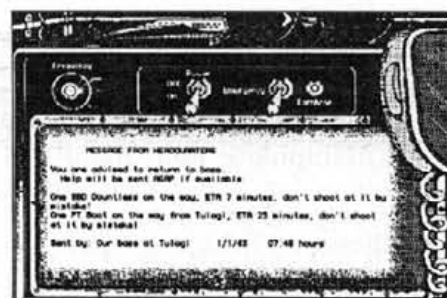 Frequency
Power
OFF
ON
Emergency
MESSAGE FROM HEADQUARTERS
You are advised to return to base.
Help will be sent ASAP if available
One SBD Dauntless on the way, ETA 7 minutes, don't shoot at it by
mistake!
One PT Boat on the way from Tulagi, ETA 25 minutes, don't shoot
at it by mistake!
Sent by: Our base at Tulagi 1/1/43 07.48 hours